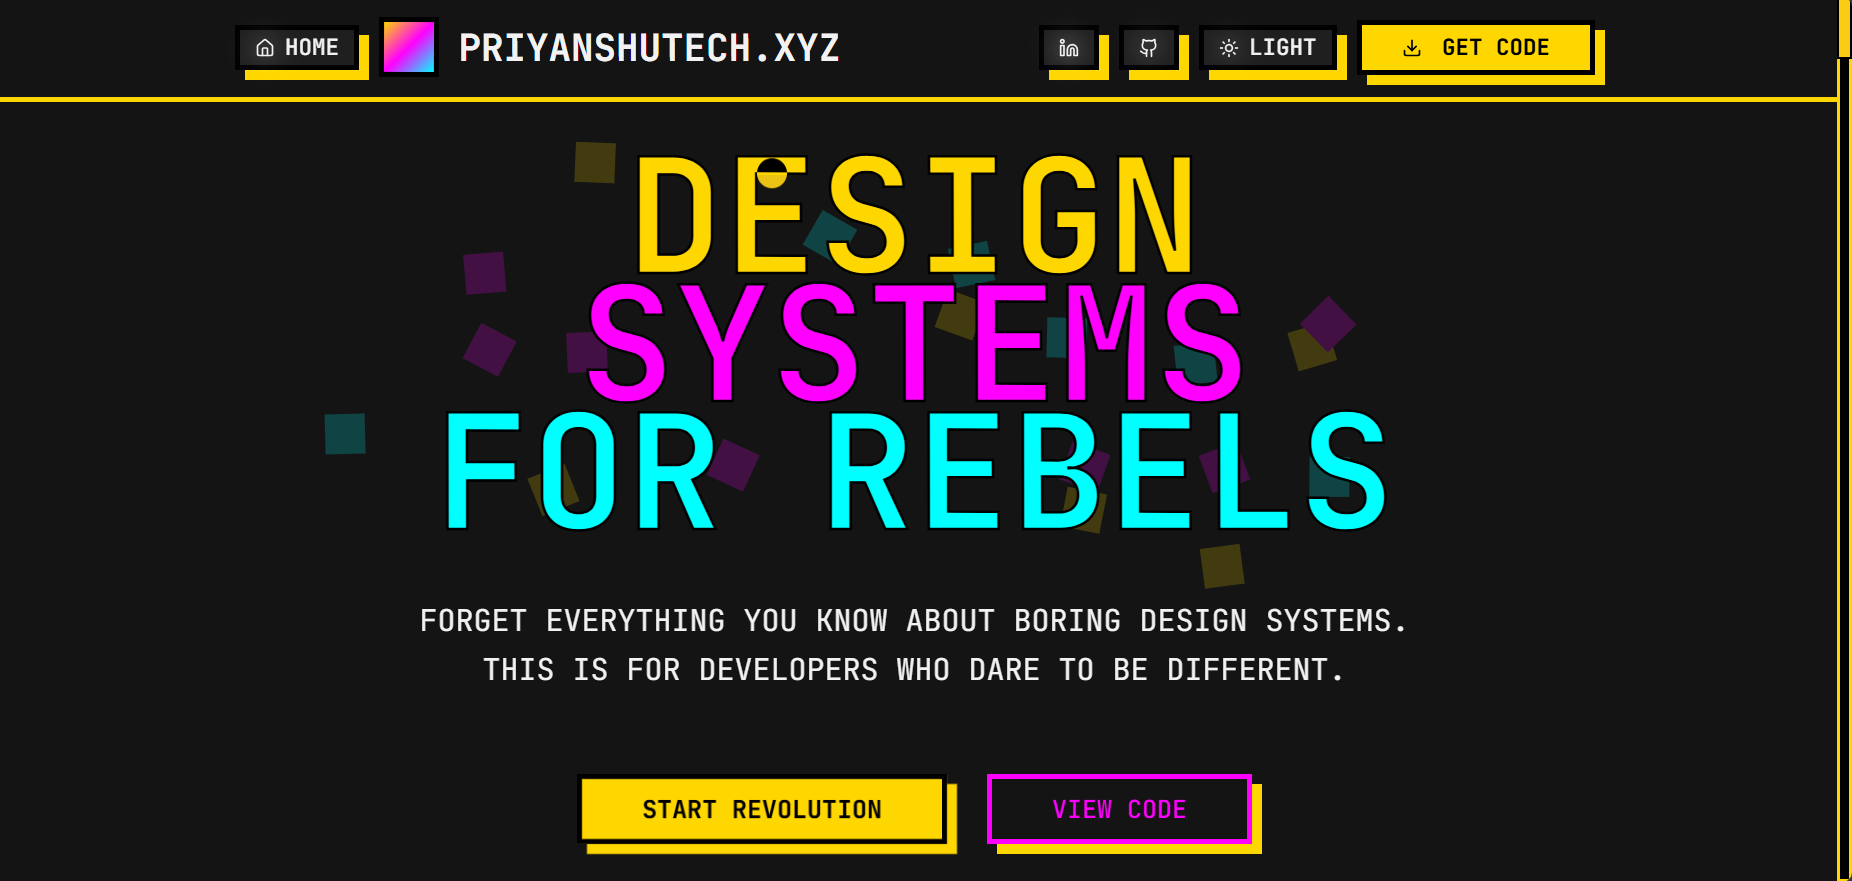 HOME
PRIYANSHUTECH.XYZ
in
LIGHT
GET CODE
DESIGN
SYSTEMS
FOR REBELS
FORGET EVERYTHING YOU KNOW ABOUT BORING DESIGN SYSTEMS.
THIS IS FOR DEVELOPERS WHO DARE TO BE DIFFERENT.
START REVOLUTION
VIEW CODE